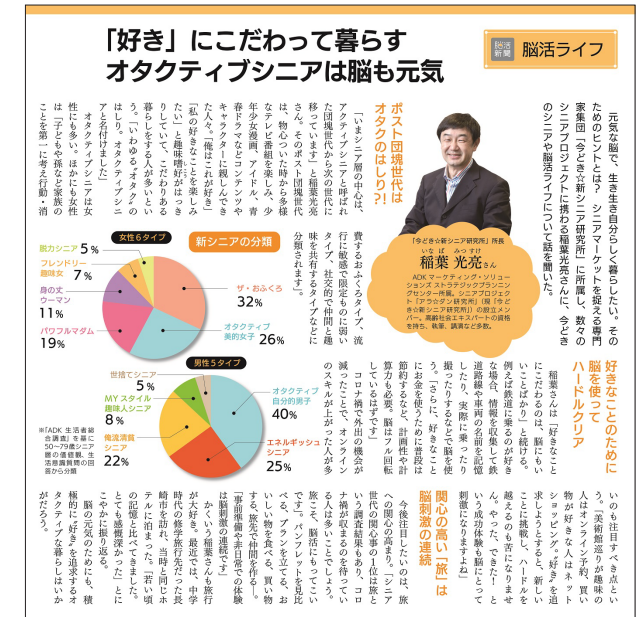 「好き」にこだわって暮らす
オタクティブシニアは脳も元気
脳活
新聞
脳活ライフ
元気な脳で、生き生き自分らしく暮らしたい。その
ためのヒントとは？　シニアマーケットを捉える専門
家集団「今どき☆新シニア研究所」に所属し、数々の
シニアプロジェクトに携わる稲葉光亮さんに、今どき
のシニアや脳活ライフについて話を聞いた。
「今どき☆新シニア研究所」所長
いなば　みつすけ
稲葉 光亮さん
ADK マーケティング・ソリュー
ションズ ストラテジックプランニン
グセンター所属。シニアプロジェク
ト「アラ☆ダン研究所」（現「今ど
き☆新シニア研究所」）の設立メン
バー。高齢社会エキスパートの資格
を持ち、執筆、講演など多数。
ポスト団塊世代は
オタクのはしり？！
「いまシニア層の中心は、
アクティブシニアと呼ばれ
た団塊世代から次の世代に
移っています」と稲葉光亮
さん。そのポスト団塊世代
は、物心ついた時から多様
なテレビ番組を楽しみ、少
年少女漫画、アイドル、青
春ドラマなどコンテンツや
キャラクターに親しんでき
た人々。「俺はこれが好き」
「私の好きなことを楽しみ
たい」と趣味嗜好がはっき
りしていて、こだわりある
暮らしをする人が多いとい
う。「いわゆる〝オタク〟の
はしり。オタクティブシニ
アと名付けました」
オタクティブシニアは女
性にも多い。ほかにも女性
は「子どもや孫など家族の
ことを第一に考え行動・消
費するおふくろタイプ、流
行に敏感で限定ものに弱い
タイプ、社交的で仲間と趣
味を共有するタイプなどに
分類されます」。
新シニアの分類
女性６タイプ
脱力シニア 5％
フレンドリー
趣味女 7％
身の丈
ウーマン
11％
パワフルマダム
19％
ザ・おふくろ
32％
オタクティブ
美的女子 26％
男性５タイプ
世捨てシニア
5％
MY スタイル
趣味人シニア
8％
俺流清貧
シニア
22％
オタクティブ
自分的男子
40％
エネルギッシュ
シニア
25％
※「ADK 生活者総
合調査」を基に
50～79歳シニア
層の価値観、生
活意識質問の回
答から分類
好きなことのために
脳を使って
ハードルクリア
稲葉さんは「好きなこと
にこだわるのは、脳にもい
いことばかり」と続ける。
例えば鉄道に乗るのが好き
な場合、情報を収集して鉄
道路線や車両の名前を記憶
したり、実際に乗ったり
撮ったりするなどで脳を使
う。「さらに、好きなこと
にお金を使うために普段は
節約するなど、計画性や計
算力も必要。脳はフル回転
しているはずです」
コロナ禍で外出の機会が
減ったことで、オンライン
のスキルが上がった人が多
いのも注目すべき点とい
う。「美術館巡りが趣味の
人はオンライン予約、買い
物が好きな人はネット
ショッピング。〝好き〟を追
求しようとすると、新しい
ことに挑戦し、ハードルを
越えるのも苦になりませ
ん。やった、できた！と
いう成功体験も脳にとって
刺激になりますよね」
関心の高い「旅」は
脳刺激の連続
今後注目したいのは、旅
への関心の高まり。「シニア
世代の関心事の１位は旅と
いう調査結果もあり、コロ
ナ禍が収まるのを待ってい
る人は多いことでしょう。
旅こそ、脳活にもってこい
です」。パンフレットを見比
べる、プランを立てる、お
いしい物を食べる、買い物
する、旅先で仲間を作る…。
「事前準備や非日常での体験
は脳刺激の連続です」
かくいう稲葉さんも旅行
が大好き。最近では、中学
時代の修学旅行先だった長
崎市を訪れ、当時と同じホ
テルに泊まった。「若い頃
の記憶と比べてきました。
とても感慨深かった」とに
こやかに振り返る。
脳の元気のためにも、積
極的に〝好き〟を追求するオ
タクティブな暮らしはいか
がだろう。